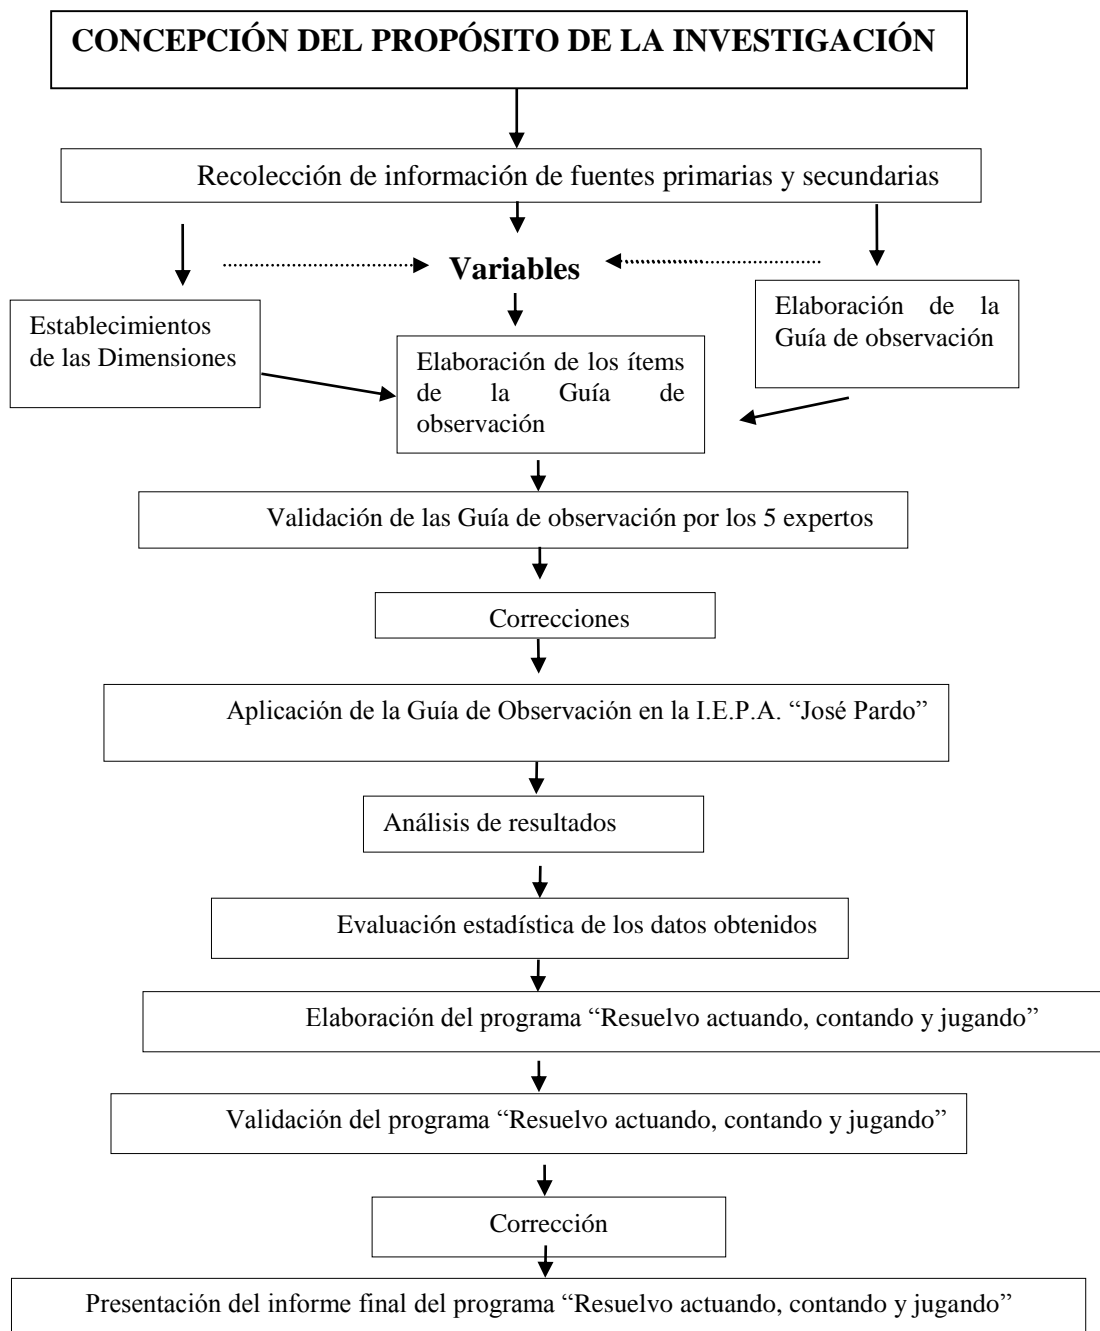 CONCEPCIÓN DEL PROPÓSITO DE LA INVESTIGACIÓN
Recolección de información de fuentes primarias y secundarias
Variables
Establecimientos
de las Dimensiones
Elaboración de los ítems
de la Guía de
observación
Elaboración de la
Guía de observación
Validación de las Guía de observación por los 5 expertos
Correcciones
Aplicación de la Guía de Observación en la I.E.P.A. “José Pardo”
Análisis de resultados
Evaluación estadística de los datos obtenidos
Elaboración del programa “Resuelvo actuando, contando y jugando”
Validación del programa “Resuelvo actuando, contando y jugando”
Corrección
Presentación del informe final del programa “Resuelvo actuando, contando y jugando”